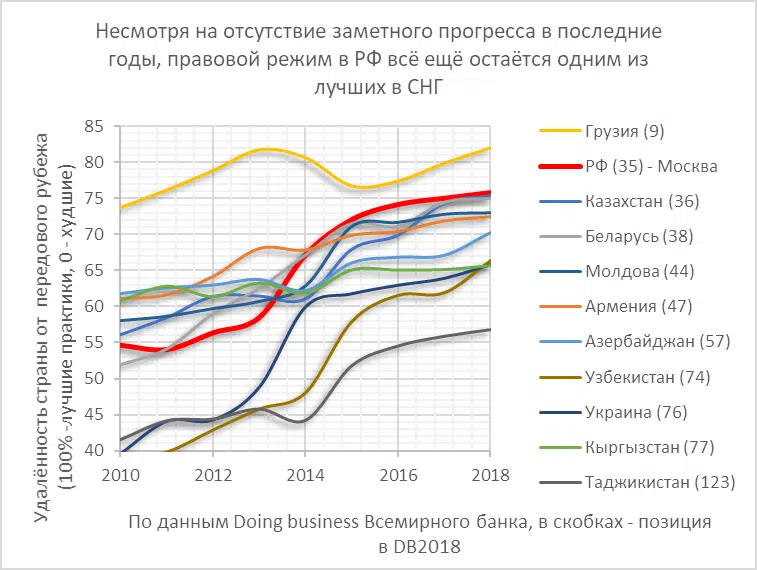 Несмотря на отсутствие заметного прогресса в последние
годы, правовой режим в РФ всё ещё остаётся одним из
лучших в СНГ
Удалённость страны от  передового рубежа
(100% -лучшие практики, 0 - худшие)
85
80
75
70
65
60
55
50
45
40
2010
2012
2014
2016
2018
Грузия (9)
РФ (35) - Москва
Казахстан (36)
Беларусь (38)
Молдова (44)
Армения (47)
Азербайджан (57)
Узбекистан (74)
Украина (76)
Кыргызстан (77)
Таджикистан (123)
По данным Doing business Всемирного банка, в скобках - позиция
в DB2018